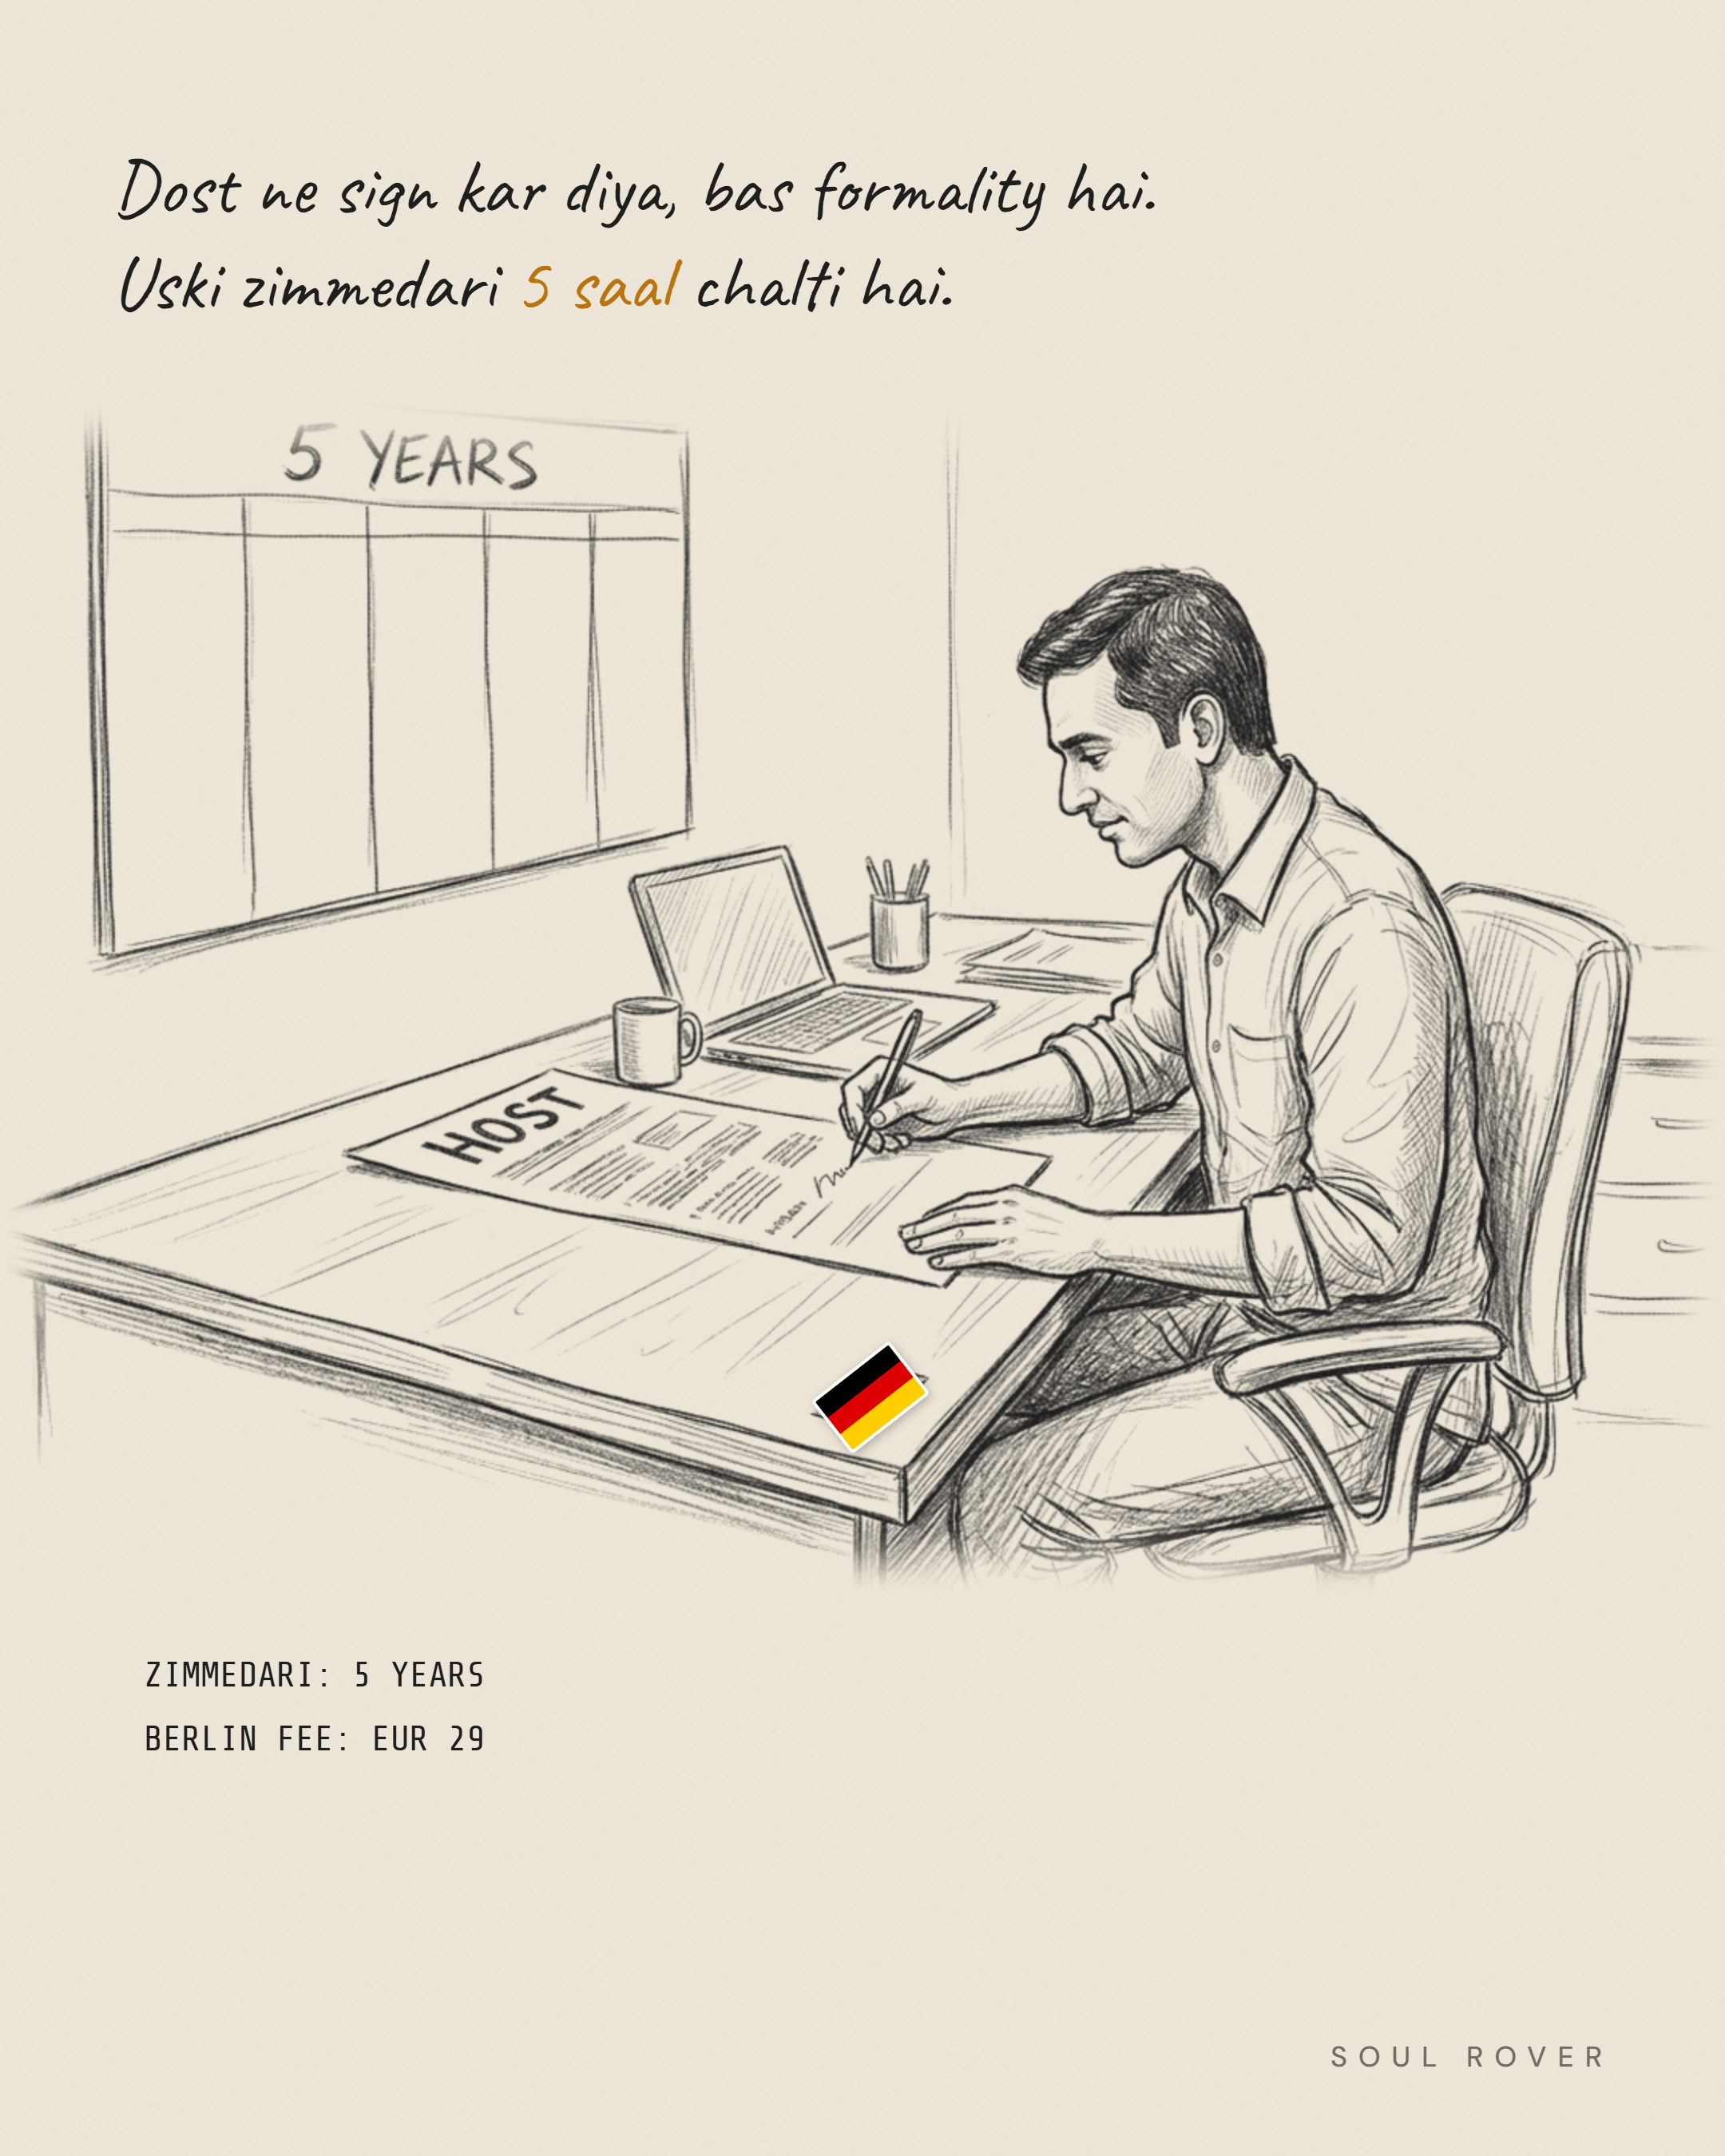 Dost ne sign kar diya, bas formality hai.
Uski zimmedari 5 saal chalti hai.
5 YEARS
HOST
ZIMMEDARI: 5 YEARS
BERLIN FEE: EUR 29
SOUL ROVER